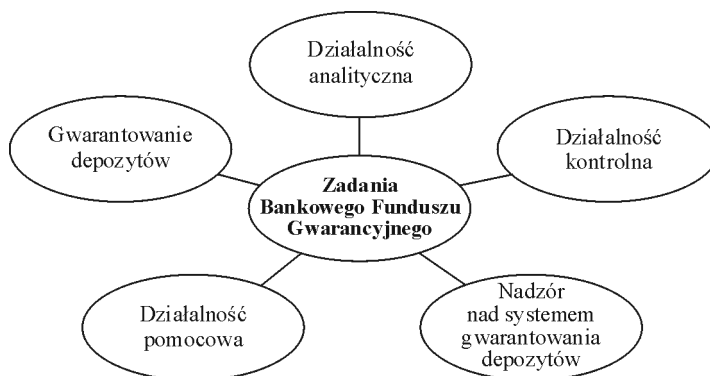 Działalność
analityczna
Gwarantowanie
depozytów
Działalność
kontrolna
Zadania
Bankowego Funduszu
Gwarancyjnego
Działalność
pomocowa
Nadzór
nad systemem
gwarantowania
depozytów